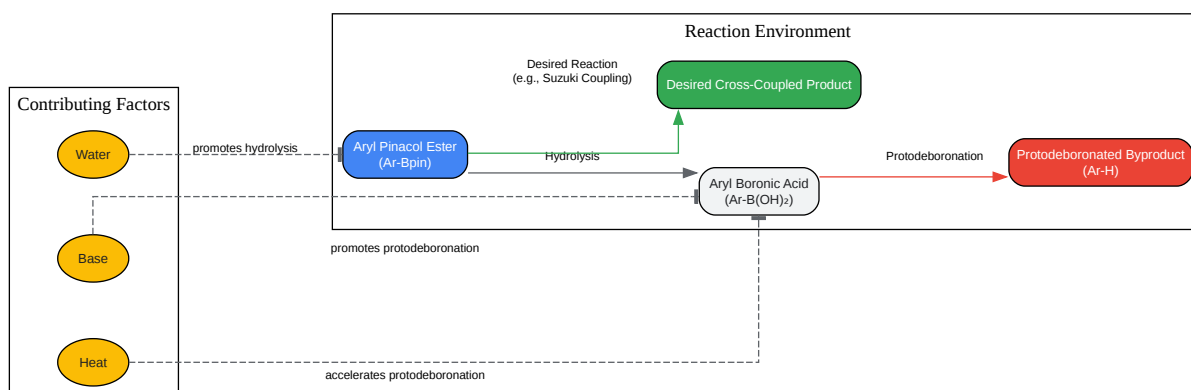 Reaction Environment
Desired Reaction
(e.g., Suzuki Coupling)
Desired Cross-Coupled Product
Contributing Factors
Water
promotes hydrolysis
Aryl Pinacol Ester
(Ar-Bpin)
Hydrolysis
Aryl Boronic Acid
(Ar-B(OH)₂)
Protodeboronation
Protodeboronated Byproduct
(Ar-H)
Base
promotes protodeboronation
Heat
accelerates protodeboronation